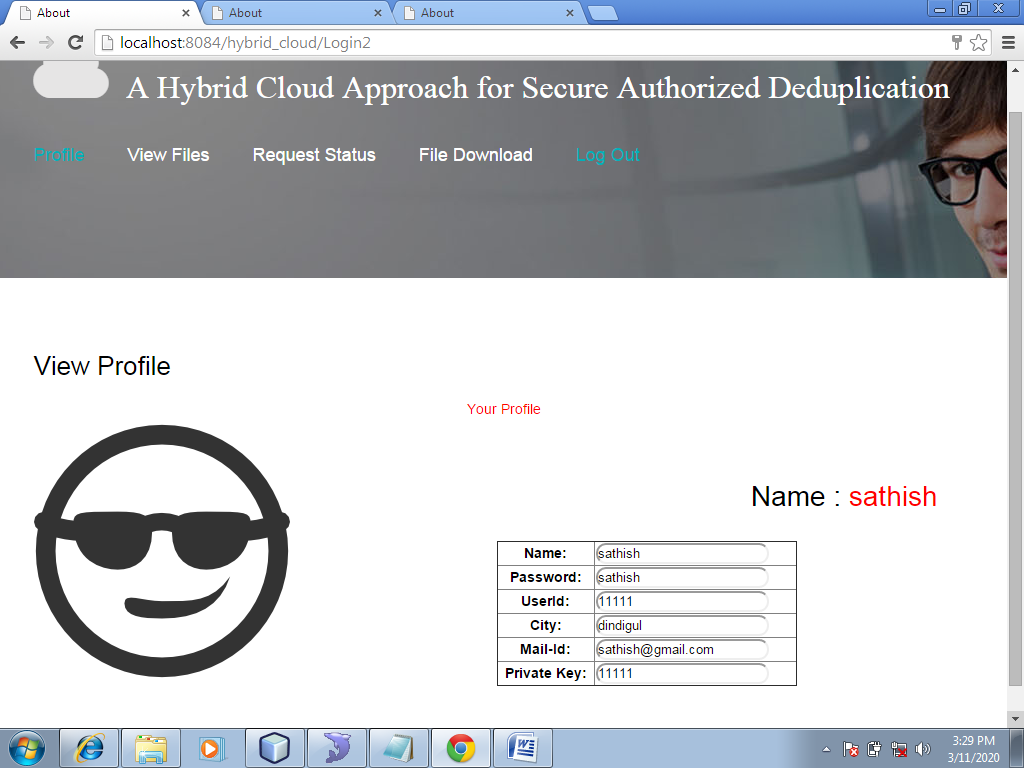 About About About
localhost:8084/hybrid_cloud/Login2
A Hybrid Cloud Approach for Secure Authorized Deduplication
Profile View Files Request Status File Download Log Out
View Profile
Your Profile
Name : sathish
Name: sathish
Password: sathish
UserId: 11111
City: dindigul
Mail-Id: sathish@gmail.com
Private Key: 11111
3:29 PM
3/11/2020